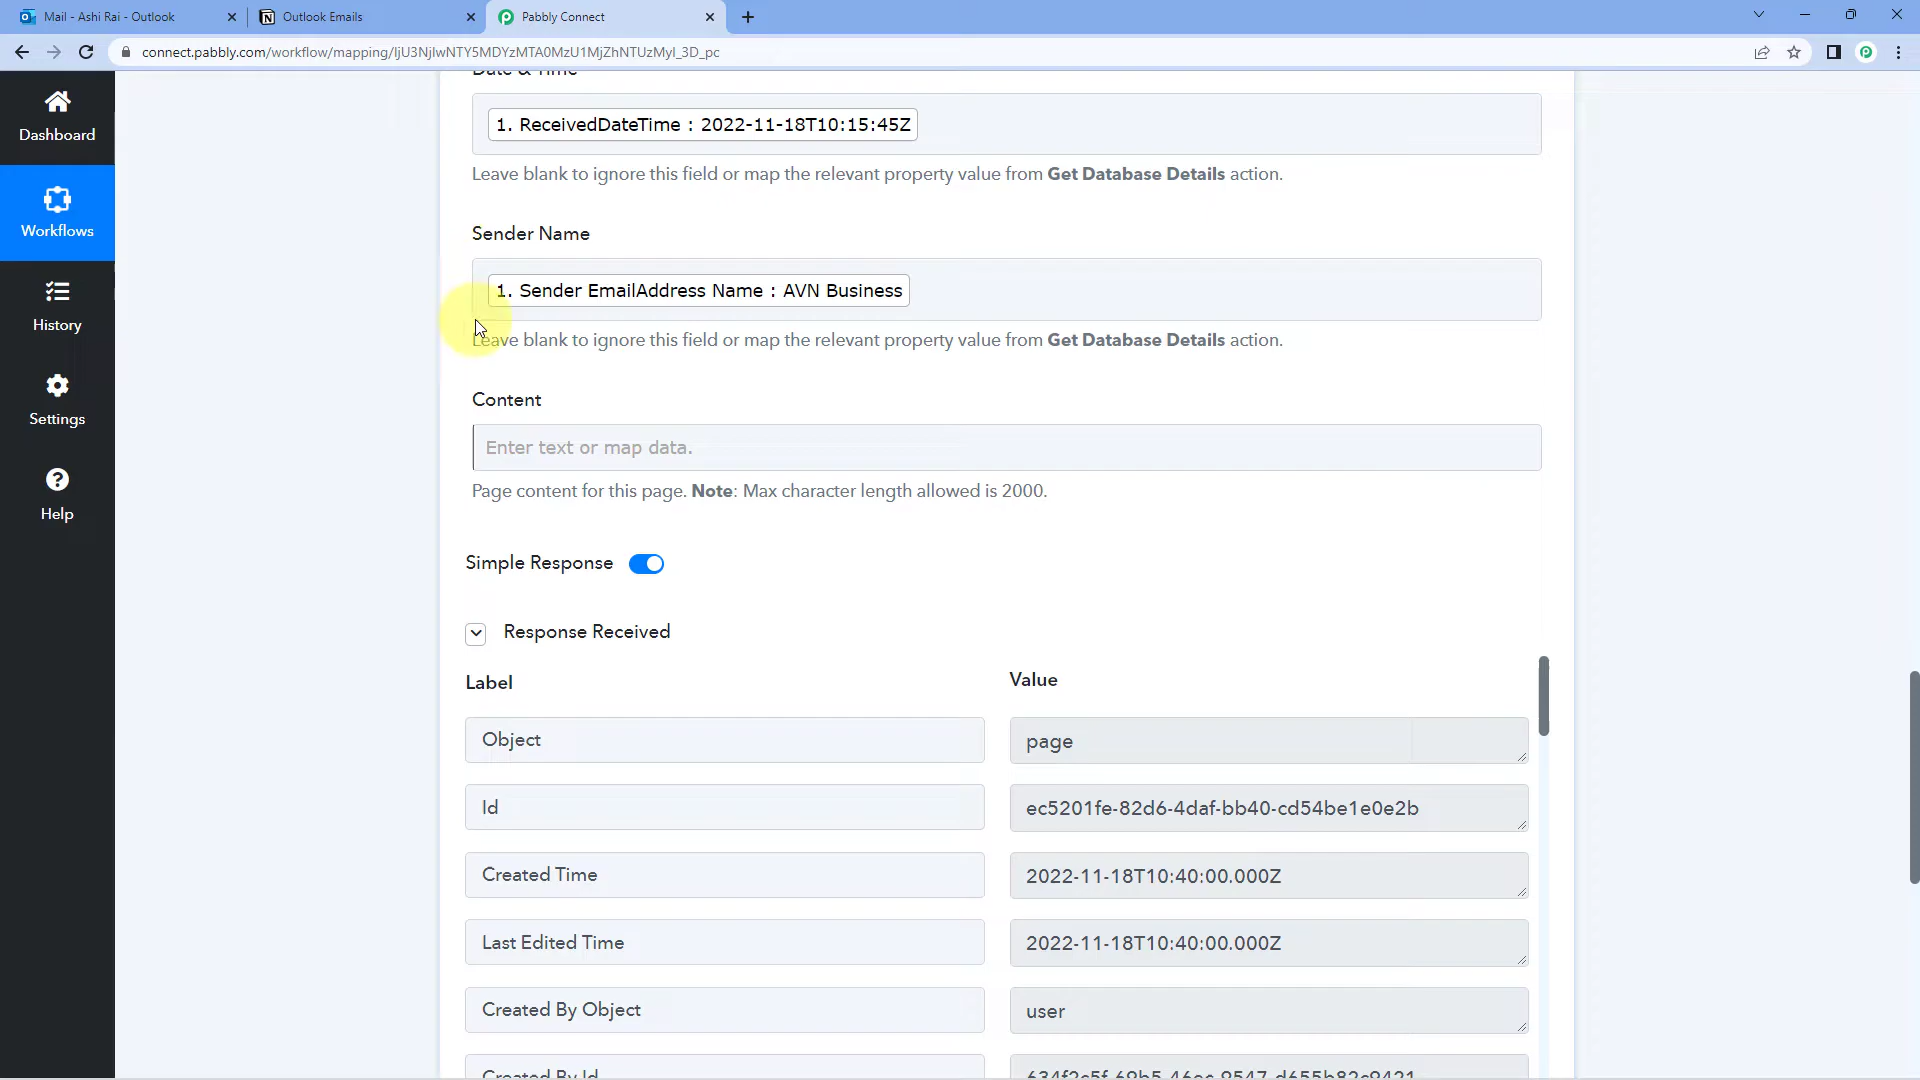 Mail - Ashi Rai - Outlook
Outlook Emails
Pabbly Connect
connect.pabbly.com/workflow/mapping/IjU3NjIwNTY5MDYzMTA0MzU1MjZhNTUzMyI_3D_pc
Dashboard
Workflows
History
Settings
Help
Date & Time
1. ReceivedDateTime : 2022-11-18T10:15:45Z
Leave blank to ignore this field or map the relevant property value from Get Database Details action.
Sender Name
1. Sender EmailAddress Name : AVN Business
Leave blank to ignore this field or map the relevant property value from Get Database Details action.
Content
Enter text or map data.
Page content for this page. Note: Max character length allowed is 2000.
Simple Response
Response Received
Label
Value
Object
page
Id
ec5201fe-82d6-4daf-bb40-cd54be1e0e2b
Created Time
2022-11-18T10:40:00.000Z
Last Edited Time
2022-11-18T10:40:00.000Z
Created By Object
user
Created By Id